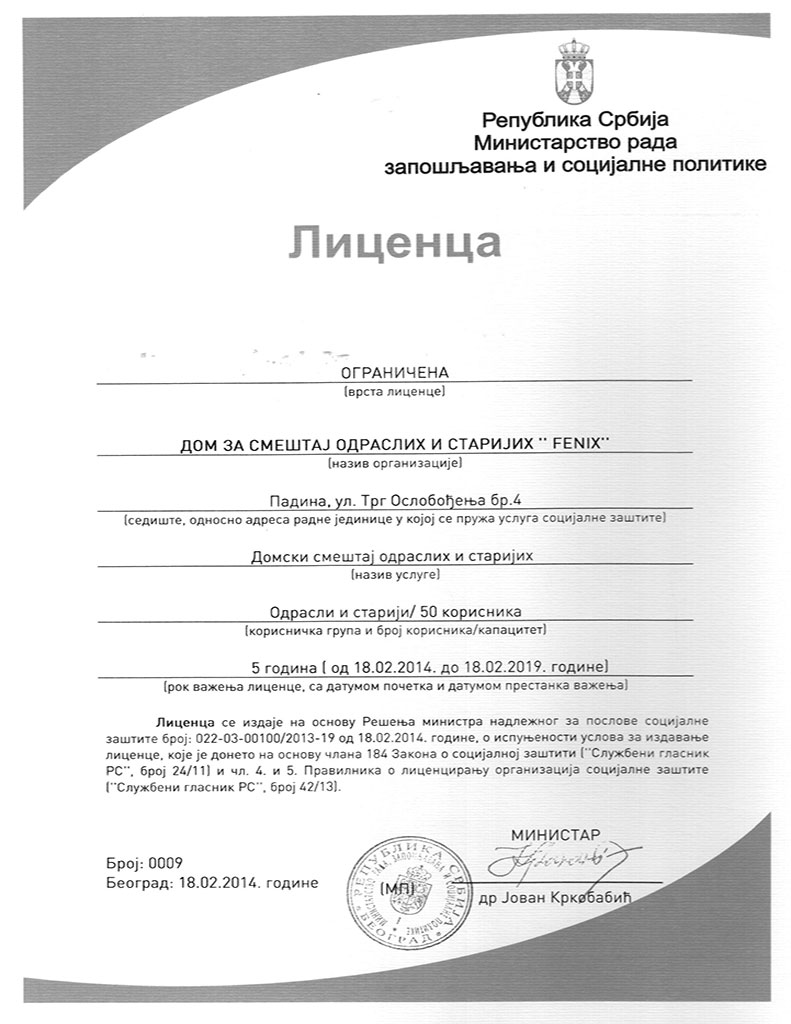 Република Србија
Министарство рада
запошљавања и социјалне политике
Лиценца
ОГРАНИЧЕНА
(врста лиценце)
ДОМ ЗА СМЕШТАЈ ОДРАСЛИХ И СТАРИЈИХ '' FENIX''
(назив организације)
Падина, ул. Трг Ослобођења бр.4
(седиште, односно адреса радне јединице у којој се пружа услуга социјалне заштите)
Домски смештај одраслих и старијих
(назив услуге)
Одрасли и старији/ 50 корисника
(корисничка група и број корисника/капацитет)
5 година ( од 18.02.2014. до 18.02.2019. године)
(рок важења лиценце, са датумом почетка и датумом престанка важења)
Лиценца се издаје на основу Решења министра надлежног за послове социјалне
заштите број: 022-03-00100/2013-19 од 18.02.2014. године, о испуњености услова за издавање
лиценце, које је донето на основу члана 184 Закона о социјалној заштити (''Службени гласник
РС'', број 24/11) и чл. 4. и 5. Правилника о лиценцирању организација социјалне заштите
(''Службени гласник РС'', број 42/13).
МИНИСТАР
Број: 0009
Београд: 18.02.2014. године
(МП)
др Јован Кркобабић
РЕПУБЛИКА СРБИЈА
БЕОГРАД